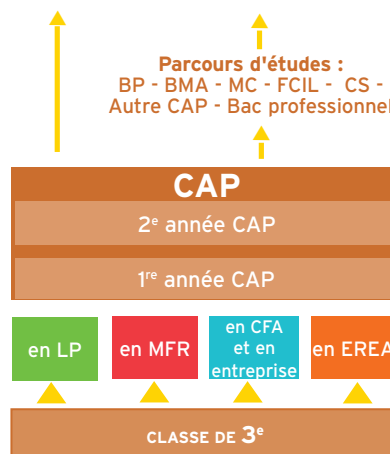 Parcours d'études :
BP - BMA - MC - FCIL - CS -
Autre CAP - Bac professionnel
CAP
2e année CAP
1re année CAP
en LP
en MFR
en CFA
et en
entreprise
en EREA
CLASSE DE 3e